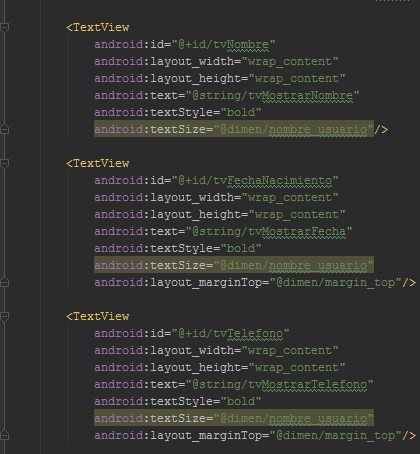 <TextView
android:id="@+id/tvNombre"
android:layout_width="wrap_content"
android:layout_height="wrap_content"
android:text="@string/tvMostrarNombre"
android:textStyle="bold"
android:textSize="@dimen/nombre_usuario"/>
<TextView
android:id="@+id/tvFechaNacimiento"
android:layout_width="wrap_content"
android:layout_height="wrap_content"
android:text="@string/tvMostrarFecha"
android:textStyle="bold"
android:textSize="@dimen/nombre_usuario"
android:layout_marginTop="@dimen/margin_top"/>
<TextView
android:id="@+id/tvTelefono"
android:layout_width="wrap_content"
android:layout_height="wrap_content"
android:text="@string/tvMostrarTelefono"
android:textStyle="bold"
android:textSize="@dimen/nombre_usuario"
android:layout_marginTop="@dimen/margin_top"/>